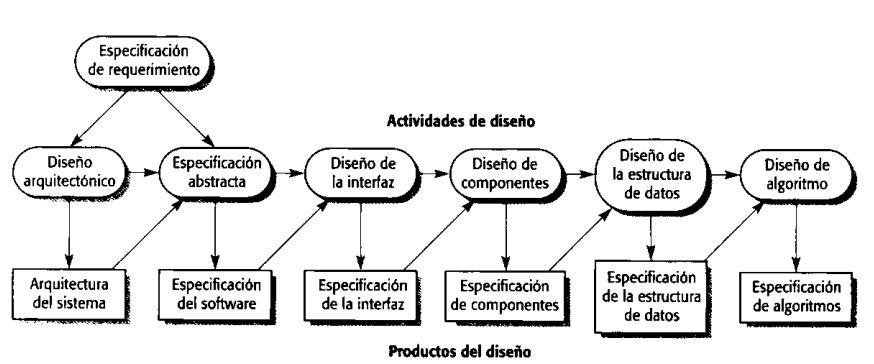 Especificación
de requerimiento
Actividades de diseño
Diseño
arquitectónico
Especificación
abstracta
Diseño de
la interfaz
Diseño de
componentes
Diseño de
la estructura
de datos
Diseño de
algoritmo
Arquitectura
del sistema
Especificación
del software
Especificación
de la interfaz
Especificación
de componentes
Especificación
de la estructura
de datos
Especificación
de algoritmos
Productos del diseño